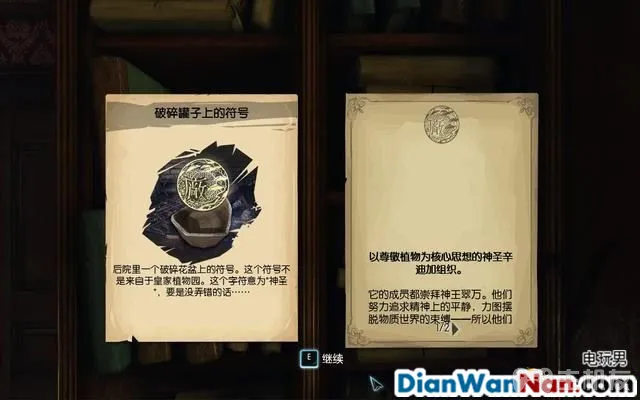 破碎罐子上的符号
后院里一个破碎花盆上的符号。这个符号不
是来自于皇家植物园。这个字符意为"神圣
",要是没弄错的话……
以尊敬植物为核心思想的神圣辛
迪加组织。
它的成员都崇拜神王翠万。他们
努力追求精神上的平静,力图摆
脱物质世界的束缚——所以他们
1/2
E 继续
电玩男
DianWanNan.com